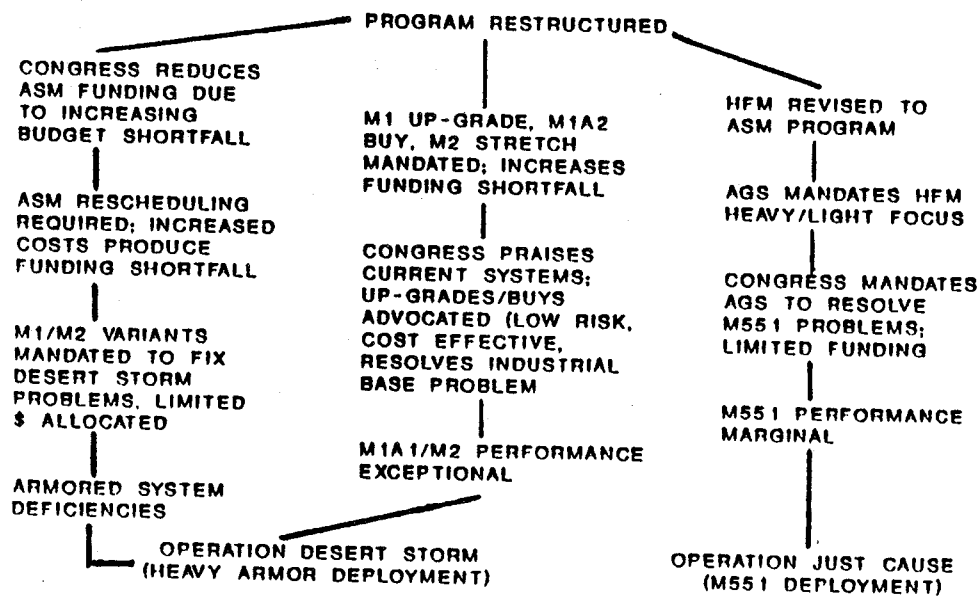 PROGRAM RESTRUCTURED
CONGRESS REDUCES
ASM FUNDING DUE
TO INCREASING
BUDGET SHORTFALL
ASM RESCHEDULING
REQUIRED; INCREASED
COSTS PRODUCE
FUNDING SHORTFALL
M1/M2 VARIANTS
MANDATED TO FIX
DESERT STORM
PROBLEMS, LIMITED
$ ALLOCATED
ARMORED SYSTEM
DEFICIENCIES
M1 UP-GRADE, M1A2
BUY, M2 STRETCH
MANDATED; INCREASES
FUNDING SHORTFALL
CONGRESS PRAISES
CURRENT SYSTEMS;
UP-GRADES/BUYS
ADVOCATED (LOW RISK,
COST EFFECTIVE,
RESOLVES INDUSTRIAL
BASE PROBLEM
M1A1/M2 PERFORMANCE
EXCEPTIONAL
OPERATION DESERT STORM
(HEAVY ARMOR DEPLOYMENT)
HFM REVISED TO
ASM PROGRAM
AGS MANDATES HFM
HEAVY/LIGHT FOCUS
CONGRESS MANDATES
AGS TO RESOLVE
M551 PROBLEMS;
LIMITED FUNDING
M551 PERFORMANCE
MARGINAL
OPERATION JUST CAUSE
(M551 DEPLOYMENT)